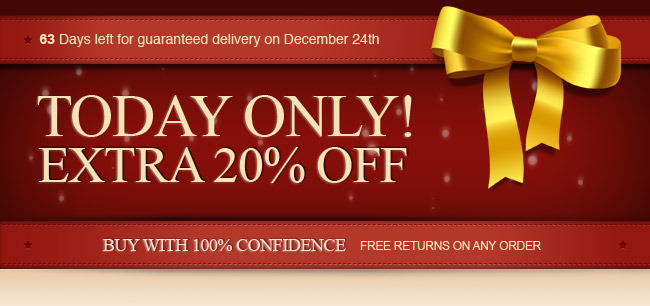 63 Days left for guaranteed delivery on December 24th
TODAY ONLY!
EXTRA 20% OFF
BUY WITH 100% CONFIDENCE FREE RETURNS ON ANY ORDER